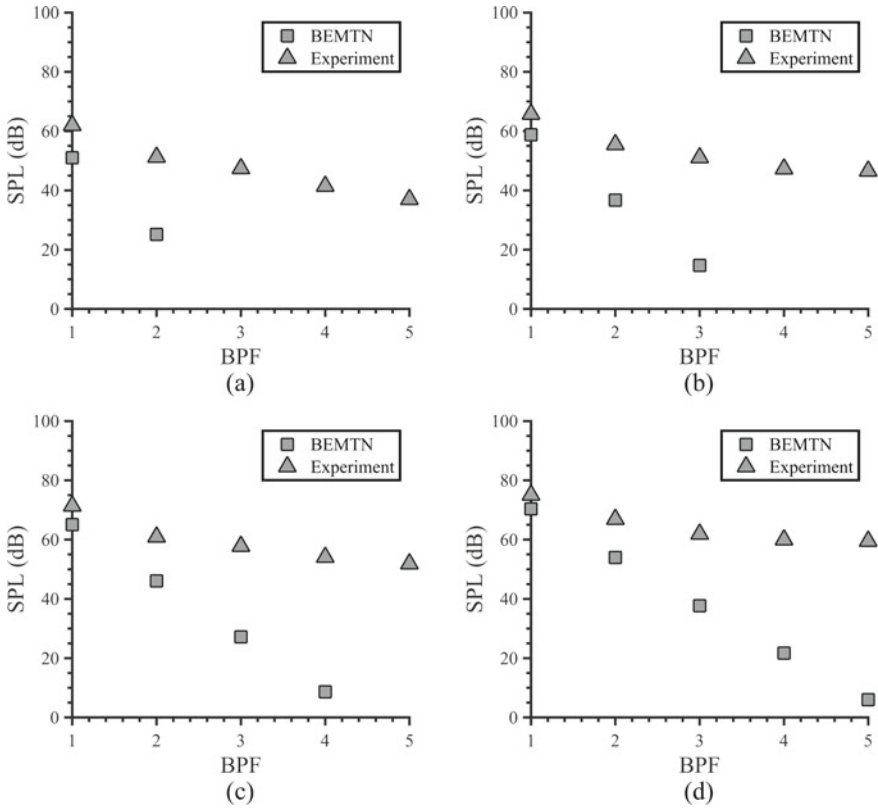 100
80
60
40
20
0
SPL (dB)
BEMTN
Experiment
1 2 3 4 5
BPF
(a)
100
80
60
40
20
0
SPL (dB)
BEMTN
Experiment
1 2 3 4 5
BPF
(b)
100
80
60
40
20
0
SPL (dB)
BEMTN
Experiment
1 2 3 4 5
BPF
(c)
100
80
60
40
20
0
SPL (dB)
BEMTN
Experiment
1 2 3 4 5
BPF
(d)